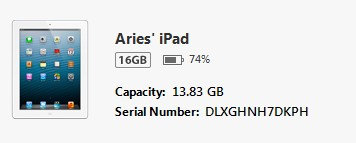 Aries' iPad
16GB 74%
Capacity: 13.83 GB
Serial Number: DLXGHNH7DKPH